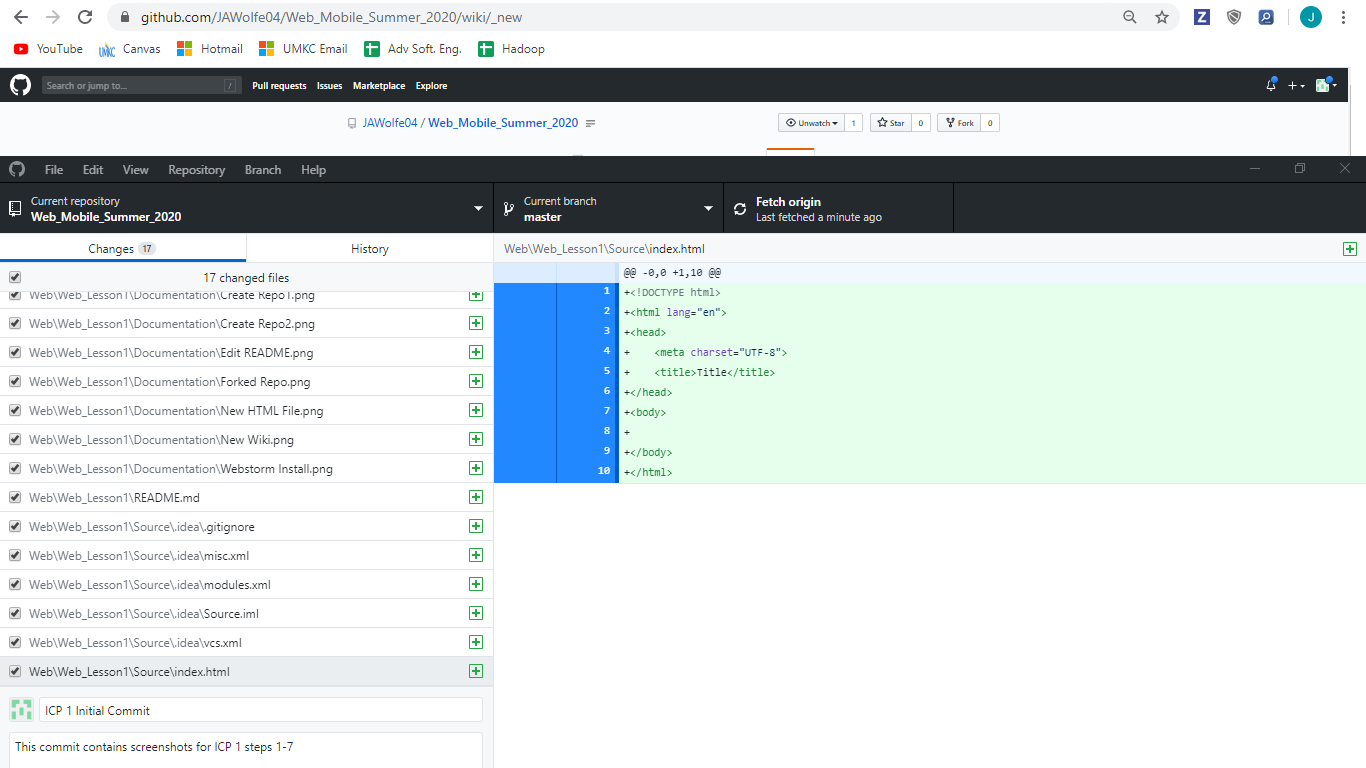 github.com/JAWolfe04/Web_Mobile_Summer_2020/wiki/_new
YouTube Canvas Hotmail UMKC Email Adv Soft. Eng. Hadoop
Search or jump to... / Pull requests Issues Marketplace Explore
JAWolfe04 / Web_Mobile_Summer_2020 Unwatch 1 Star 0 Fork 0
File Edit View Repository Branch Help
Current repository
Web_Mobile_Summer_2020
Current branch
master
Fetch origin
Last fetched a minute ago
Changes 17 History
17 changed files
Web\Web_Lesson1\Documentation\Create Repo1.png
Web\Web_Lesson1\Documentation\Create Repo2.png
Web\Web_Lesson1\Documentation\Edit README.png
Web\Web_Lesson1\Documentation\Forked Repo.png
Web\Web_Lesson1\Documentation\New HTML File.png
Web\Web_Lesson1\Documentation\New Wiki.png
Web\Web_Lesson1\Documentation\Webstorm Install.png
Web\Web_Lesson1\README.md
Web\Web_Lesson1\Source\.idea\.gitignore
Web\Web_Lesson1\Source\.idea\misc.xml
Web\Web_Lesson1\Source\.idea\modules.xml
Web\Web_Lesson1\Source\.idea\Source.iml
Web\Web_Lesson1\Source\.idea\vcs.xml
Web\Web_Lesson1\Source\index.html
ICP 1 Initial Commit
This commit contains screenshots for ICP 1 steps 1-7
Web\Web_Lesson1\Source\index.html
@@ -0,0 +1,10 @@
1 +<!DOCTYPE html>
2 +<html lang="en">
3 +<head>
4 +    <meta charset="UTF-8">
5 +    <title>Title</title>
6 +</head>
7 +<body>
8 +
9 +</body>
10 +</html>
J
Z
UMKC